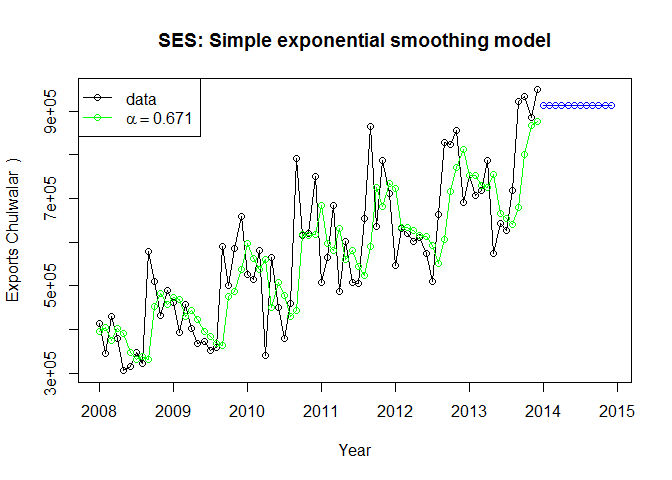 SES: Simple exponential smoothing model
data
α = 0.671
Exports Chulwalar  )
9e+05
7e+05
5e+05
3e+05
2008 2009 2010 2011 2012 2013 2014 2015
Year